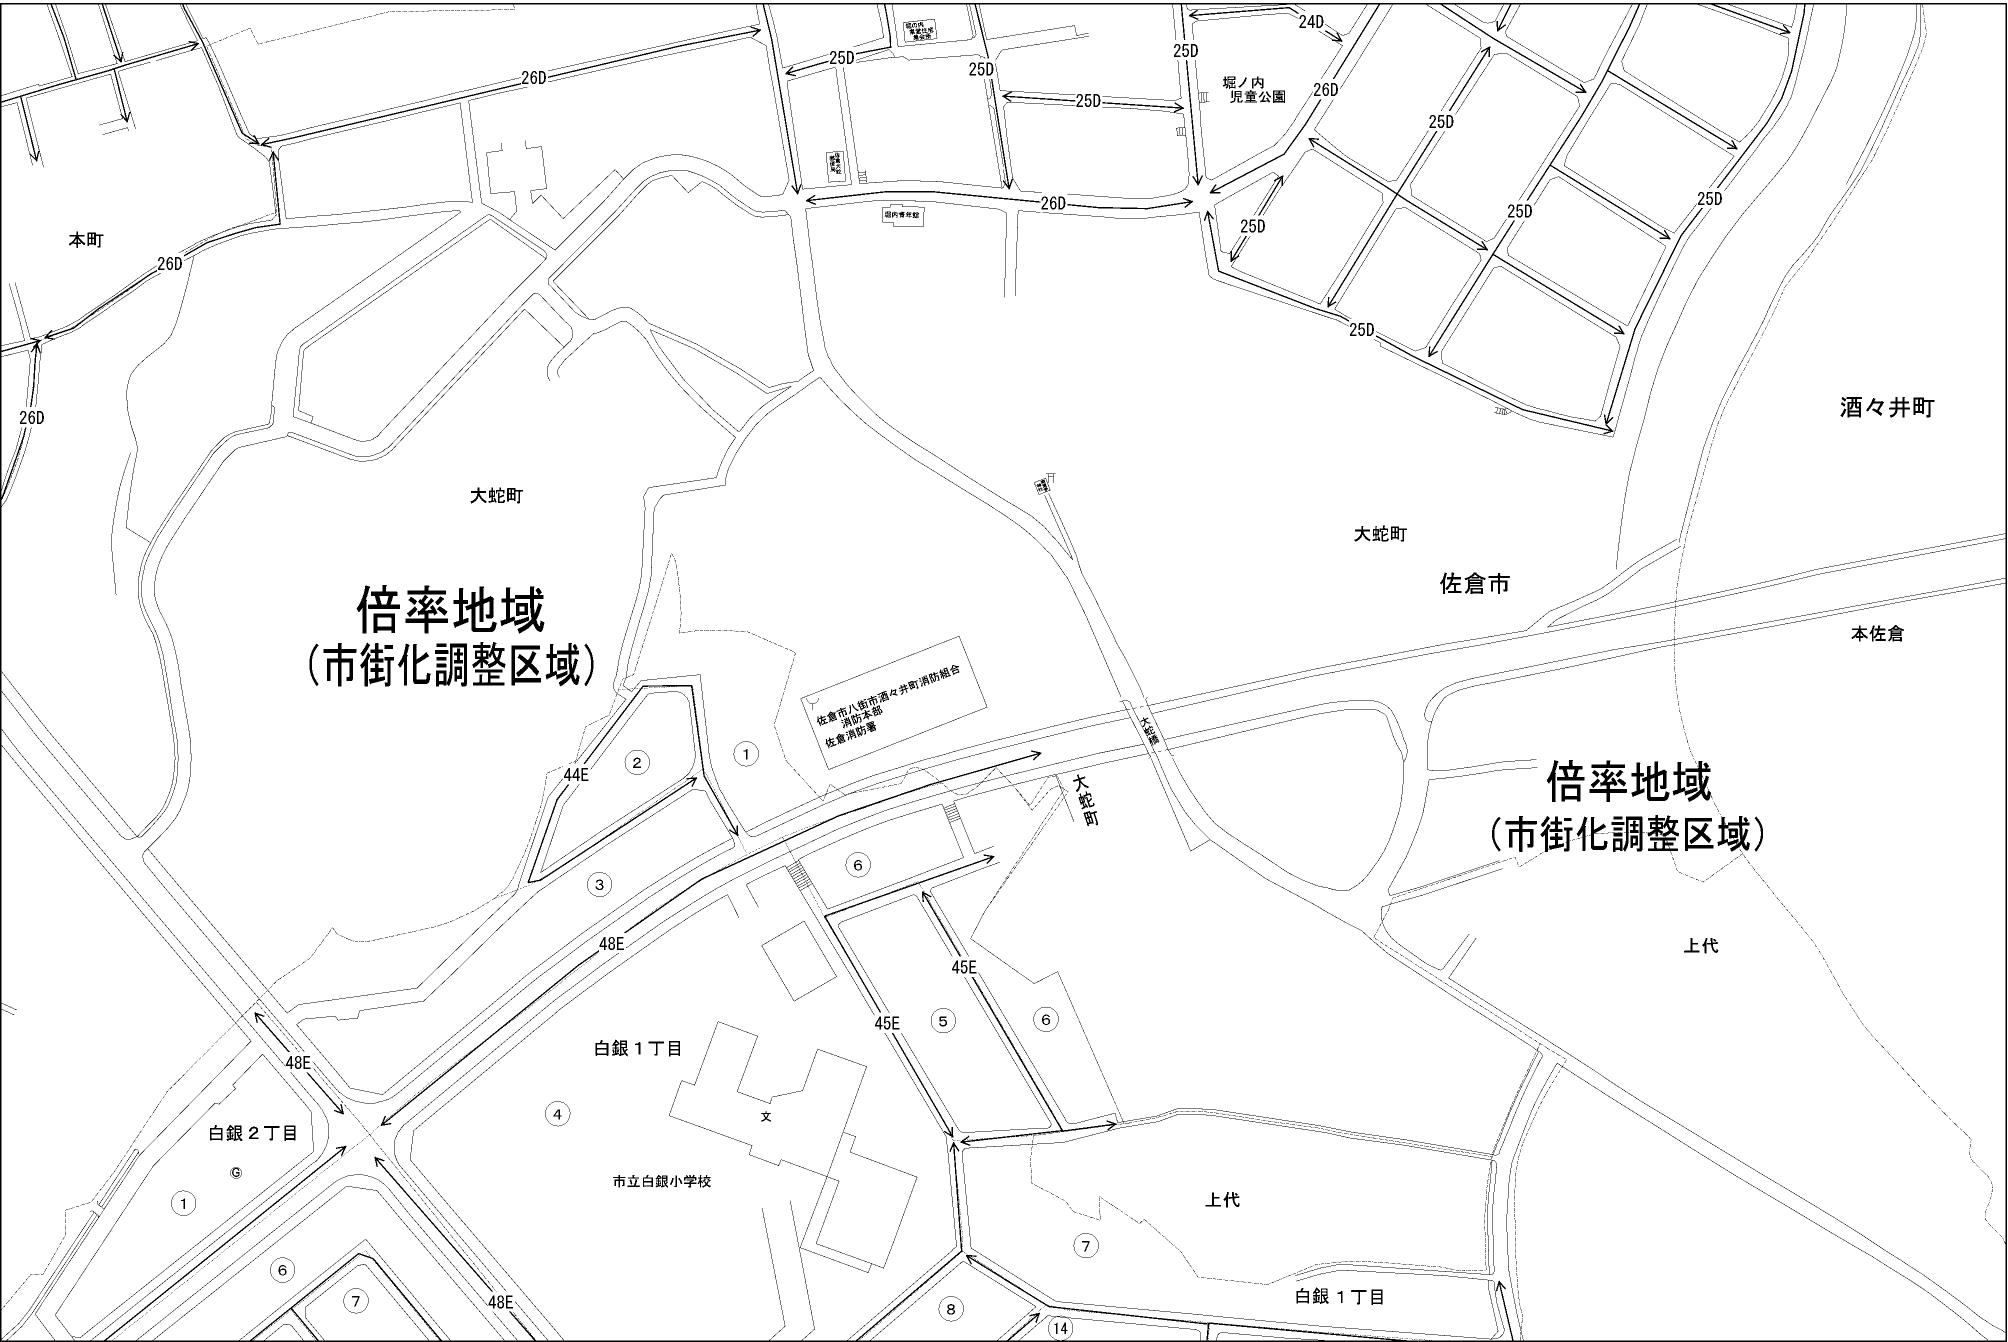 24D
25D
25D
25D
25D
26D
堀ノ内
児童公園
26D
25D
25D
本町
堀内青年館
26D
25D
25D
25D
26D
25D
26D
酒々井町
大蛇町
大蛇町
佐倉市
倍率地域
(市街化調整区域)
本佐倉
佐倉市八街市酒々井町消防組合
消防本部
佐倉消防署
大蛇橋
44E
②
①
倍率地域
(市街化調整区域)
大蛇町
⑥
③
48E
45E
上代
45E
⑤
⑥
白銀1丁目
48E
④
文
白銀2丁目
G
①
市立白銀小学校
上代
⑦
⑥
⑦
48E
白銀1丁目
⑧
⑭